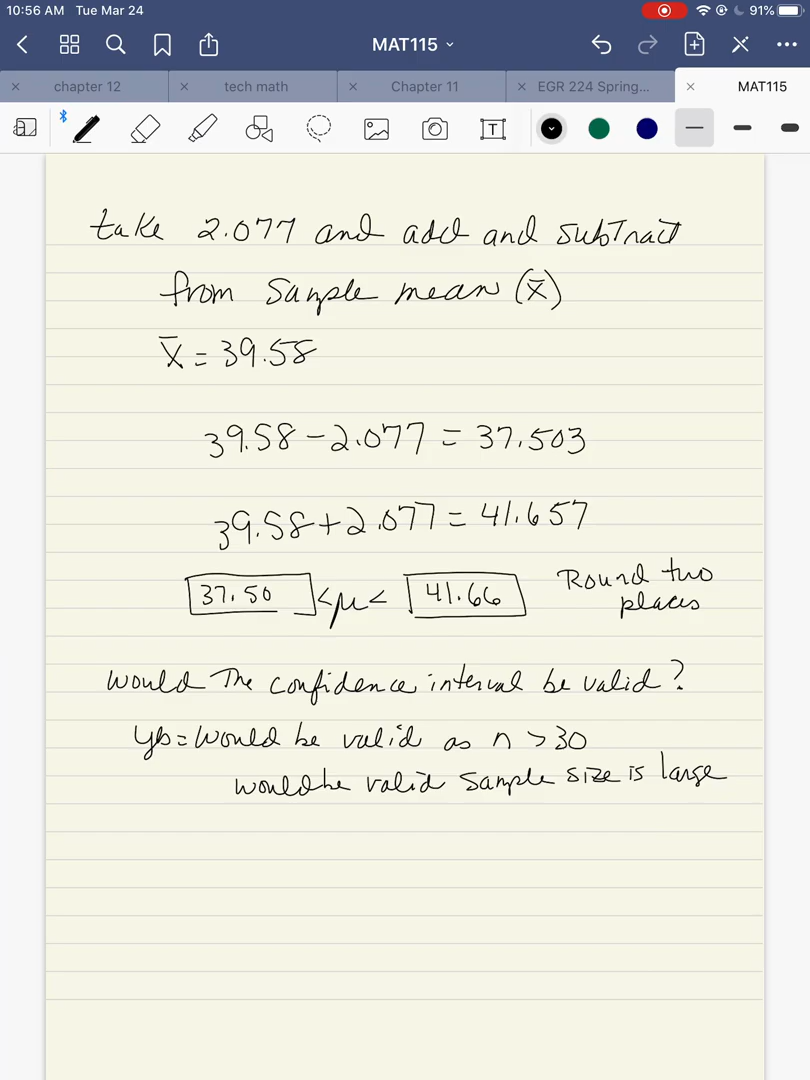 10:56 AM Tue Mar 24
91%
MAT115
chapter 12
tech math
Chapter 11
EGR 224 Spring...
MAT115
take 2.077 and add and subtract
from sample mean (x̄)
x̄ = 39.58
39.58 - 2.077 = 37.503
39.58 + 2.077 = 41.657
37.50 < μ < 41.66 Round two
places
would the confidence interval be valid?
would be valid as n > 30
would be valid sample size is large